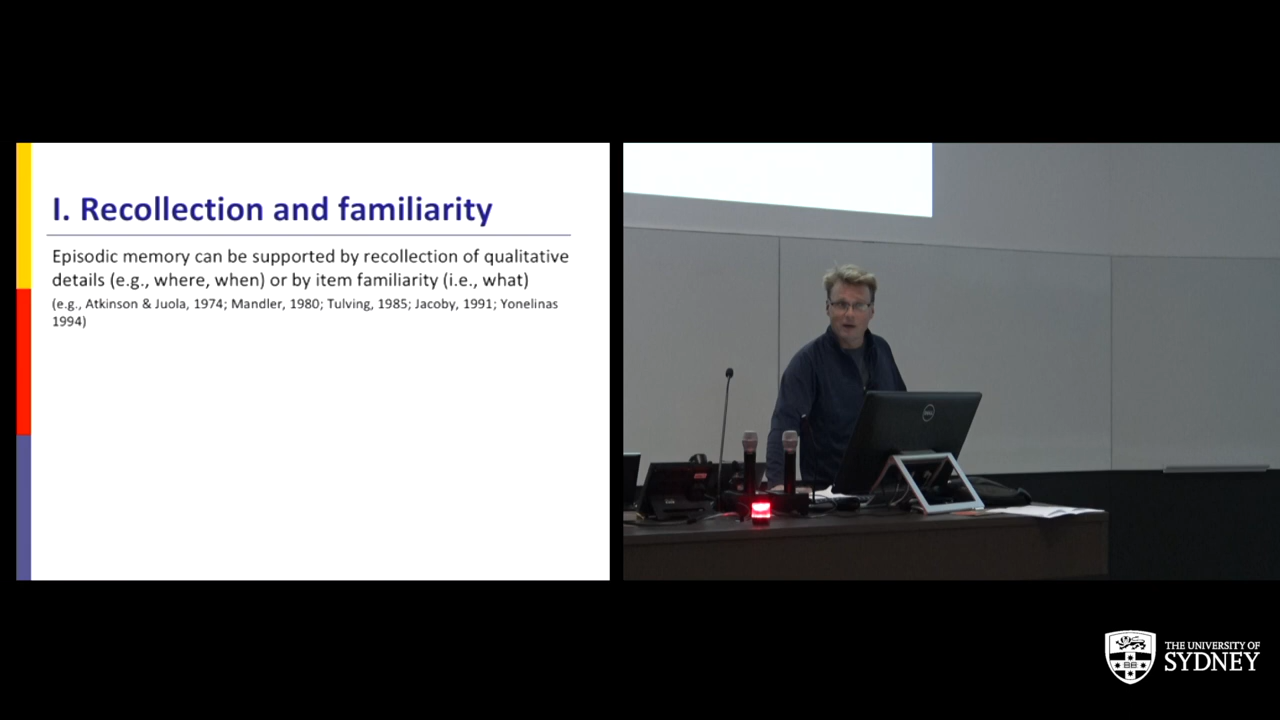 I. Recollection and familiarity
Episodic memory can be supported by recollection of qualitative
details (e.g., where, when) or by item familiarity (i.e., what)
(e.g., Atkinson & Juola, 1974; Mandler, 1980; Tulving, 1985; Jacoby, 1991; Yonelinas
1994)
DELL
THE UNIVERSITY OF
SYDNEY